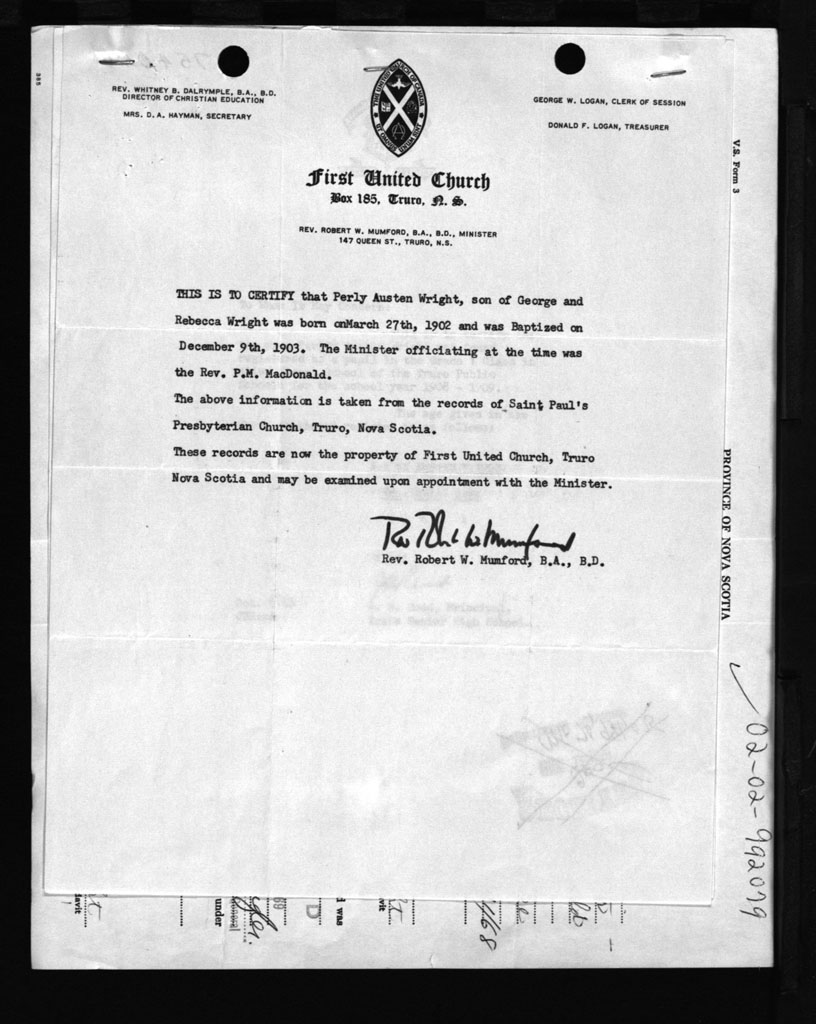 REV. WHITNEY B. DALRYMPLE, B.A., B.D.
DIRECTOR OF CHRISTIAN EDUCATION
MRS. D. A. HAYMAN, SECRETARY
GEORGE W. LOGAN, CLERK OF SESSION
DONALD F. LOGAN, TREASURER
First United Church
Box 185, Truro, N. S.
REV. ROBERT W. MUMFORD, B.A., B.D., MINISTER
147 QUEEN ST., TRURO, N.S.
THIS IS TO CERTIFY that Perly Austen Wright, son of George and
Rebecca Wright was born onMarch 27th, 1902 and was Baptized on
December 9th, 1903. The Minister officiating at the time was
the Rev. P.M. MacDonald.
The above information is taken from the records of Saint Paul's
Presbyterian Church, Truro, Nova Scotia.
These records are now the property of First United Church, Truro
Nova Scotia and may be examined upon appointment with the Minister.
Rev. Robert W. Mumford, B.A., B.D.
V.S. Form 3
PROVINCE OF NOVA SCOTIA
02-02-992079
under
1 was